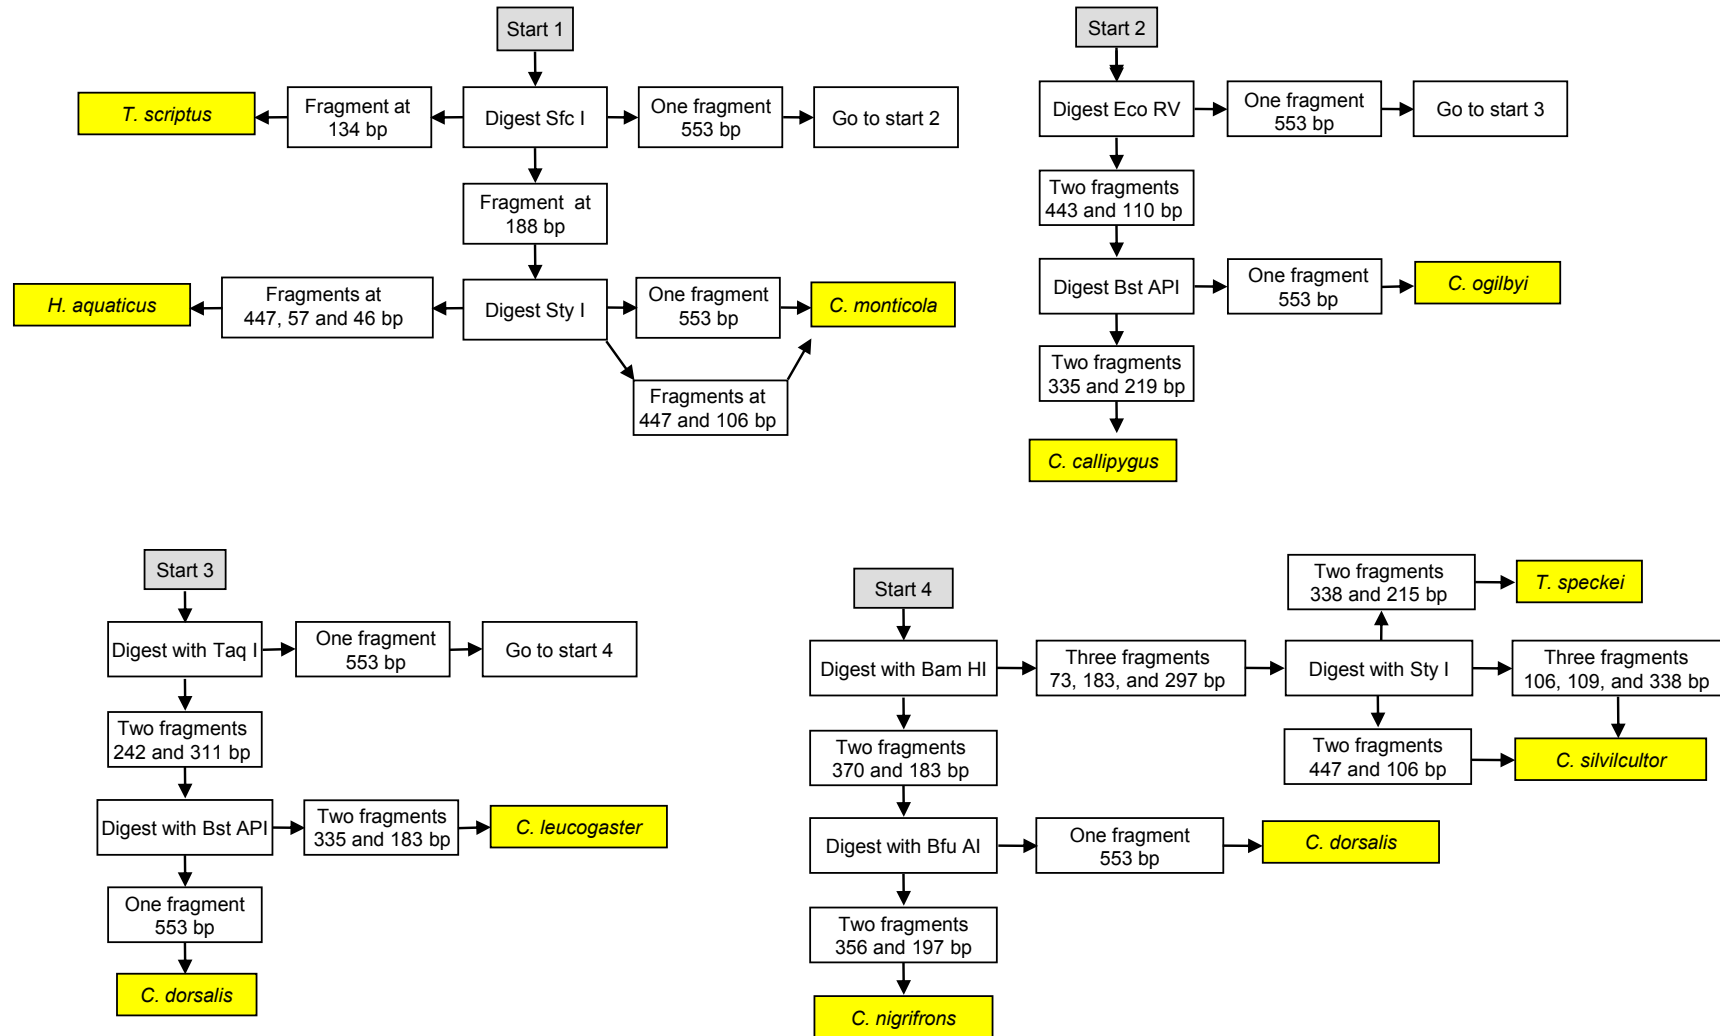 Start 1
T. scriptus
Fragment at
134 bp
Digest Sfc I
One fragment
553 bp
Go to start 2
Fragment at
188 bp
H. aquaticus
Fragments at
447, 57 and 46 bp
Digest Sty I
One fragment
553 bp
C. monticola
Fragments at
447 and 106 bp
Start 2
Digest Eco RV
One fragment
553 bp
Go to start 3
Two fragments
443 and 110 bp
Digest Bst API
One fragment
553 bp
C. ogilbyi
Two fragments
335 and 219 bp
C. callipygus
Start 3
Digest with Taq I
One fragment
553 bp
Go to start 4
Two fragments
242 and 311 bp
Digest with Bst API
Two fragments
335 and 183 bp
C. leucogaster
One fragment
553 bp
C. dorsalis
Start 4
Digest with Bam HI
Three fragments
73, 183, and 297 bp
Digest with Sty I
Two fragments
338 and 215 bp
T. speckei
Three fragments
106, 109, and 338 bp
Two fragments
447 and 106 bp
C. silvilcultor
Two fragments
370 and 183 bp
Digest with Bfu AI
One fragment
553 bp
C. dorsalis
Two fragments
356 and 197 bp
C. nigrifrons